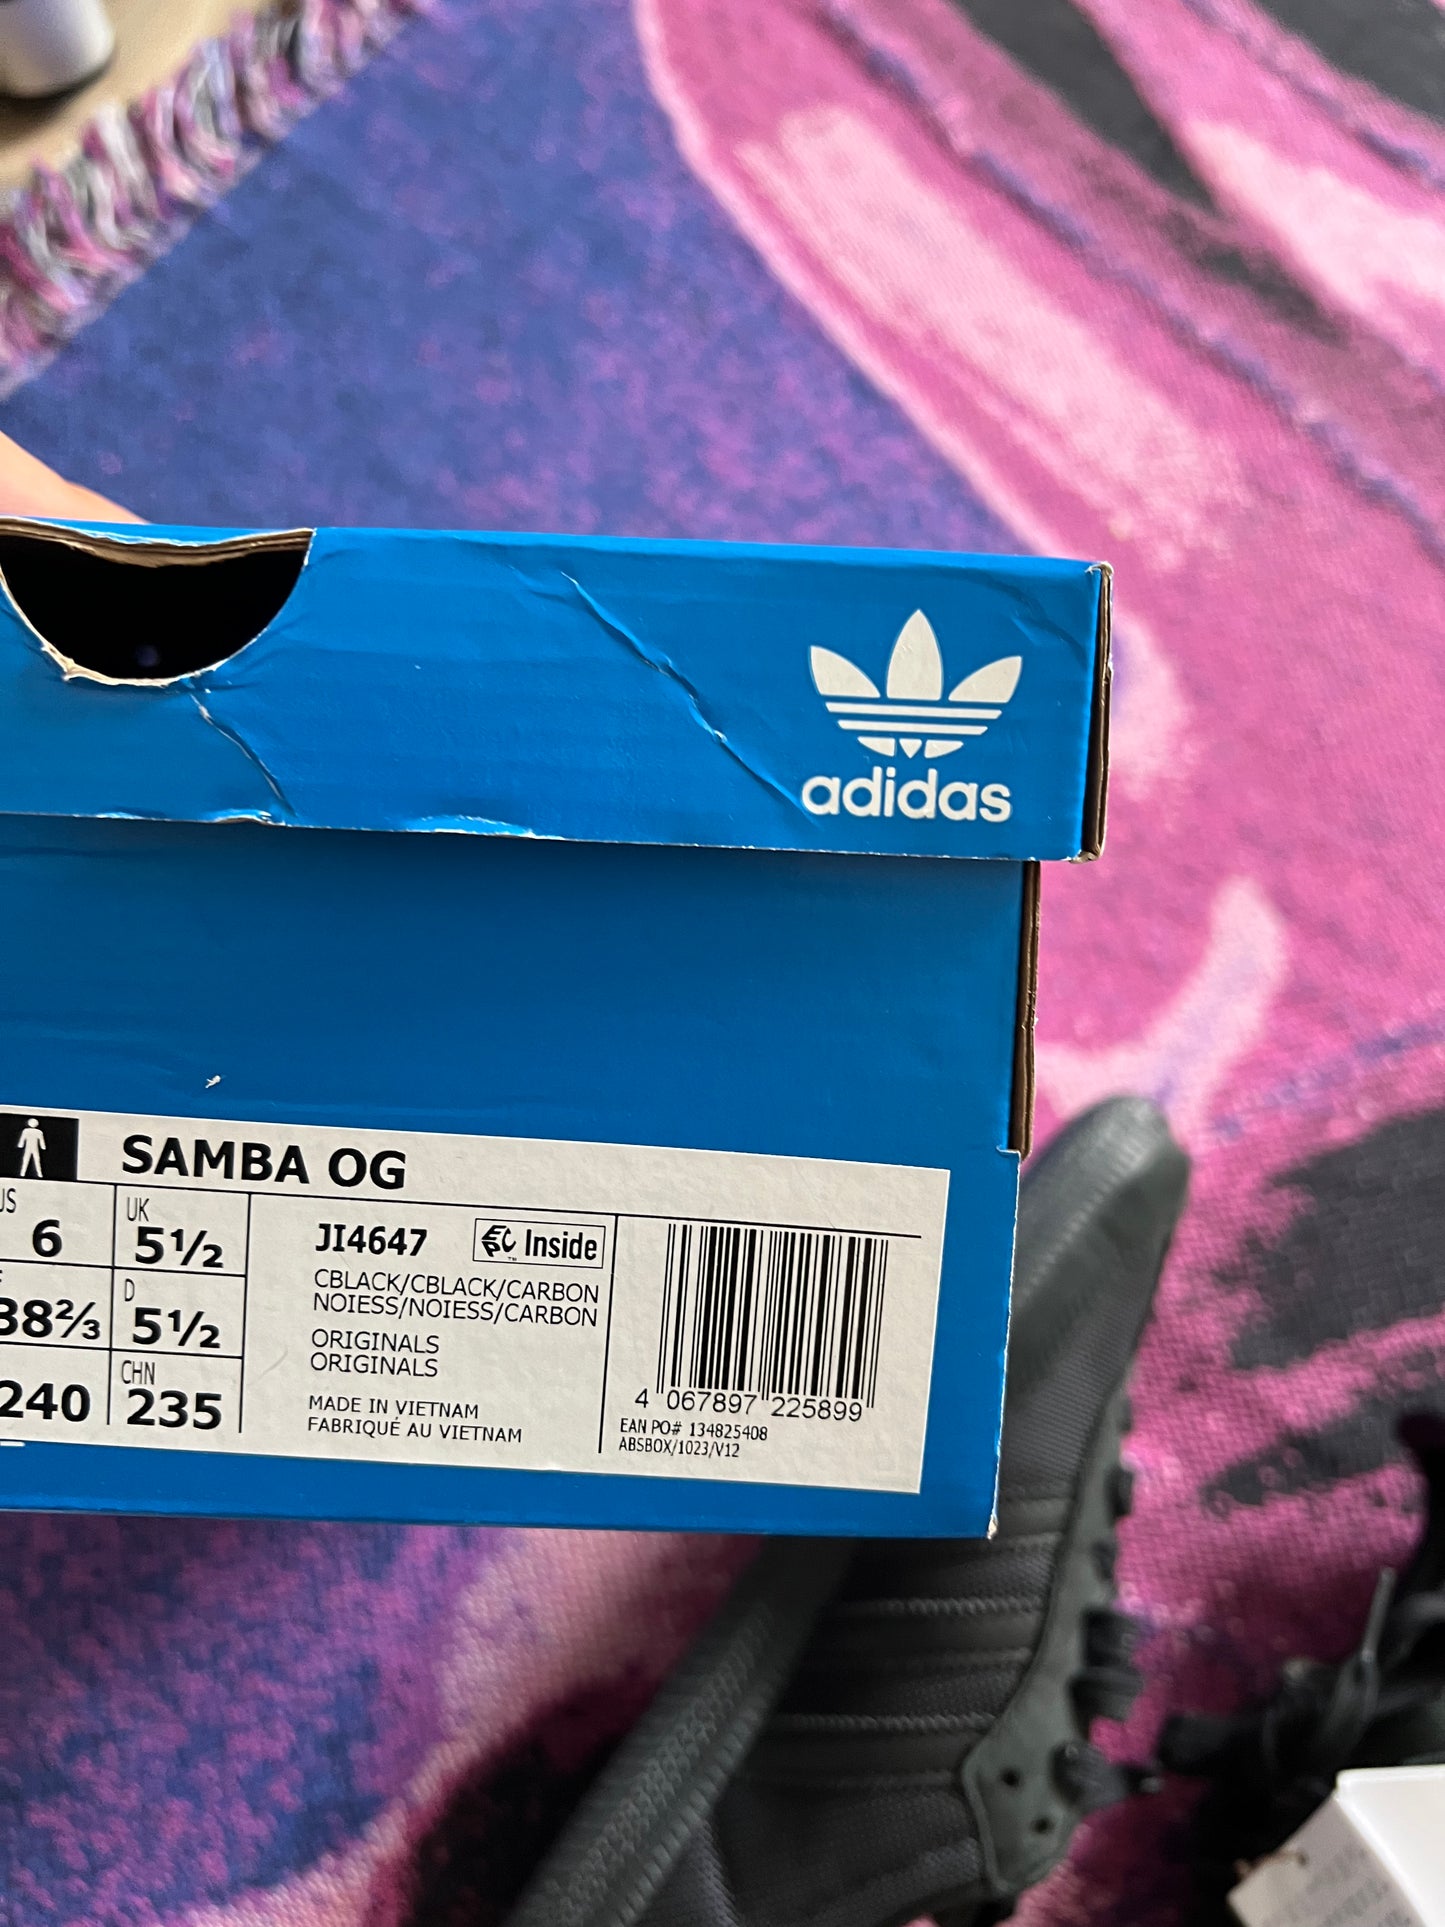 adidas
SAMBA OG
US
6
UK
5½
38⅔
D
5½
240
CHN
235
JI4647
EPC Inside
CBLACK/CBLACK/CARBON
NOIESS/NOIESS/CARBON
ORIGINALS
ORIGINALS
MADE IN VIETNAM
FABRIQUÉ AU VIETNAM
4 067897 225899
EAN PO# 134825408
ABSBOX/1023/V12